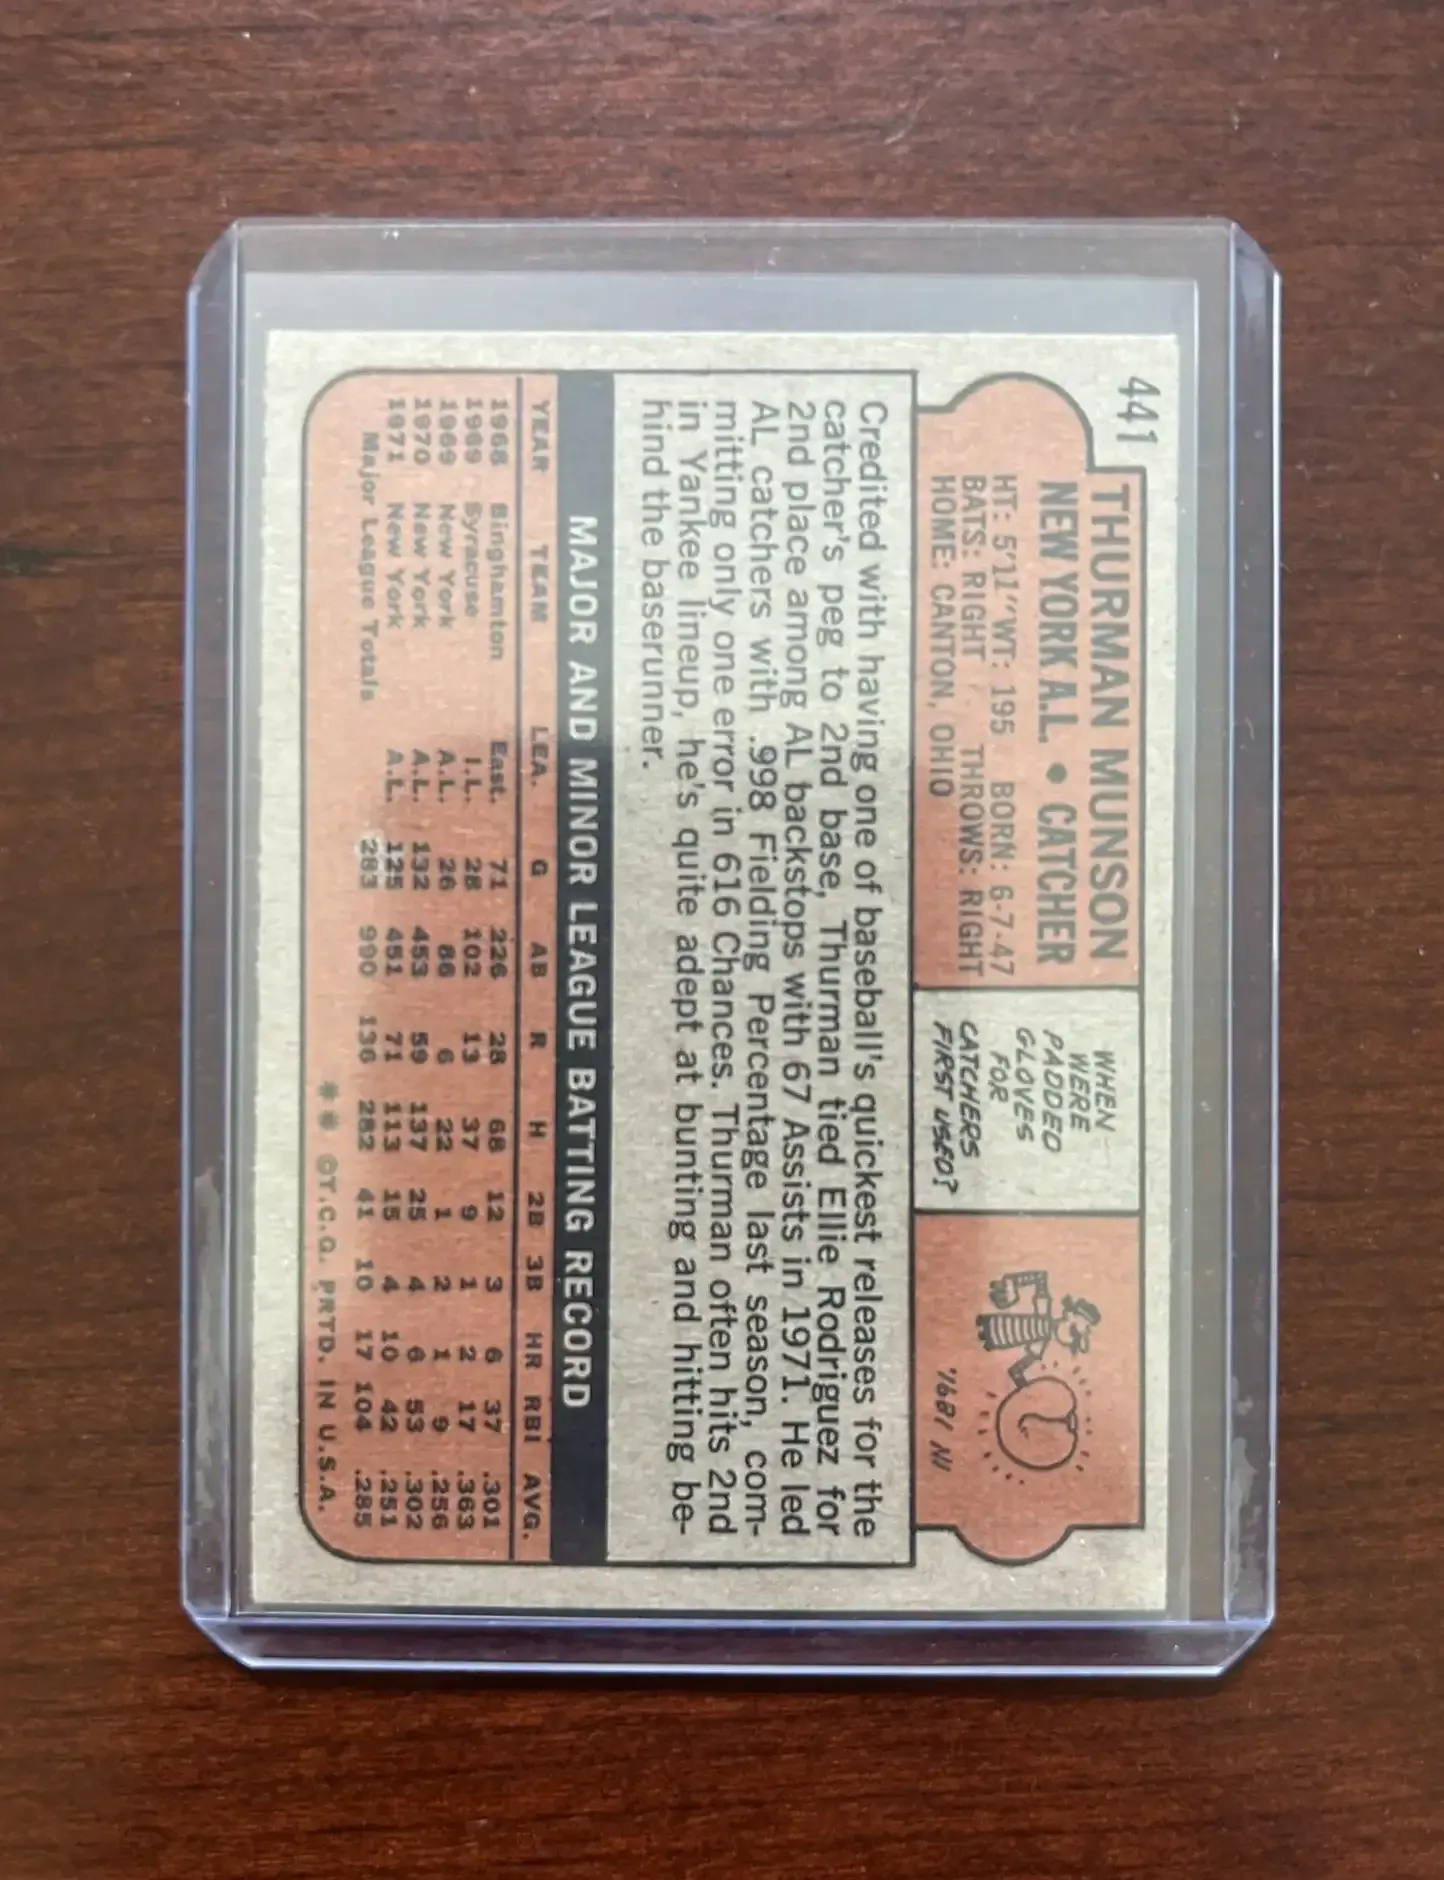 441
THURMAN MUNSON
NEW YORK A.L. • CATCHER
HT: 5'11" WT: 195 BORN: 6-7-47
BATS: RIGHT THROWS: RIGHT
HOME: CANTON, OHIO
WHEN
WERE
PADDED
GLOVES
FOR
CATCHERS
FIRST USED?
IN 1891.
Credited with having one of baseball's quickest releases for the
catcher's peg to 2nd base, Thurman tied Ellie Rodriguez for
2nd place among AL backstops with 67 Assists in 1971. He led
AL catchers with .998 Fielding Percentage last season, com-
mitting only one error in 616 Chances. Thurman often hits 2nd
in Yankee lineup, he's quite adept at bunting and hitting be-
hind the baserunner.
MAJOR AND MINOR LEAGUE BATTING RECORD
YEAR TEAM LEA. G AB R H 2B 3B HR RBI AVG.
1968 Binghamton East. 71 226 28 68 12 3 6 37 .301
1969 Syracuse I.L. 28 102 13 37 9 1 2 17 .363
1969 New York A.L. 26 86 6 22 1 2 1 9 .256
1970 New York A.L. 132 453 59 137 25 4 6 53 .302
1971 New York A.L. 125 451 71 113 15 4 10 42 .251
Major League Totals 283 990 136 282 41 10 17 104 .285
** ©T.C.G. PRTD. IN U.S.A.